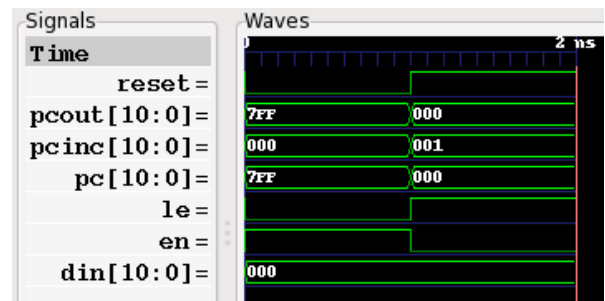 Signals
Waves
Time
2 ns
reset=
pcout[10:0]= 7FF 000
pcinc[10:0]= 000 001
pc[10:0]= 7FF 000
le=
en=
din[10:0]= 000